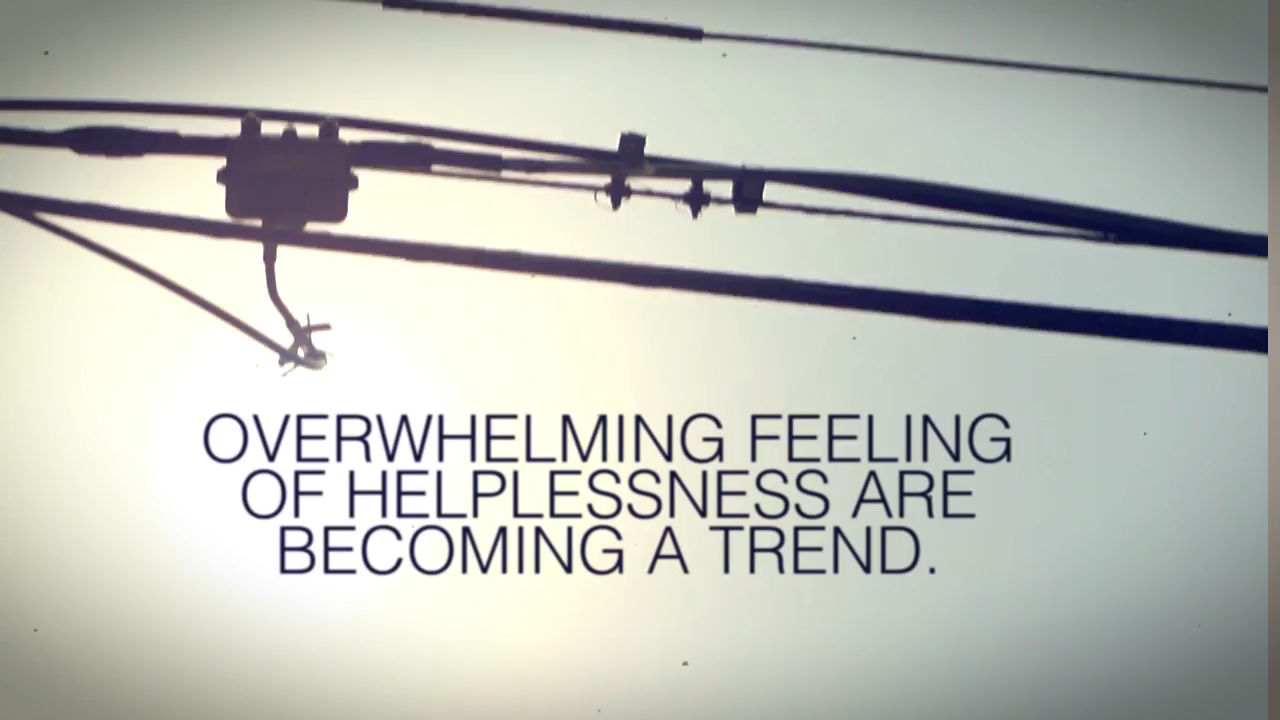 OVERWHELMING FEELING
OF HELPLESSNESS ARE
BECOMING A TREND.